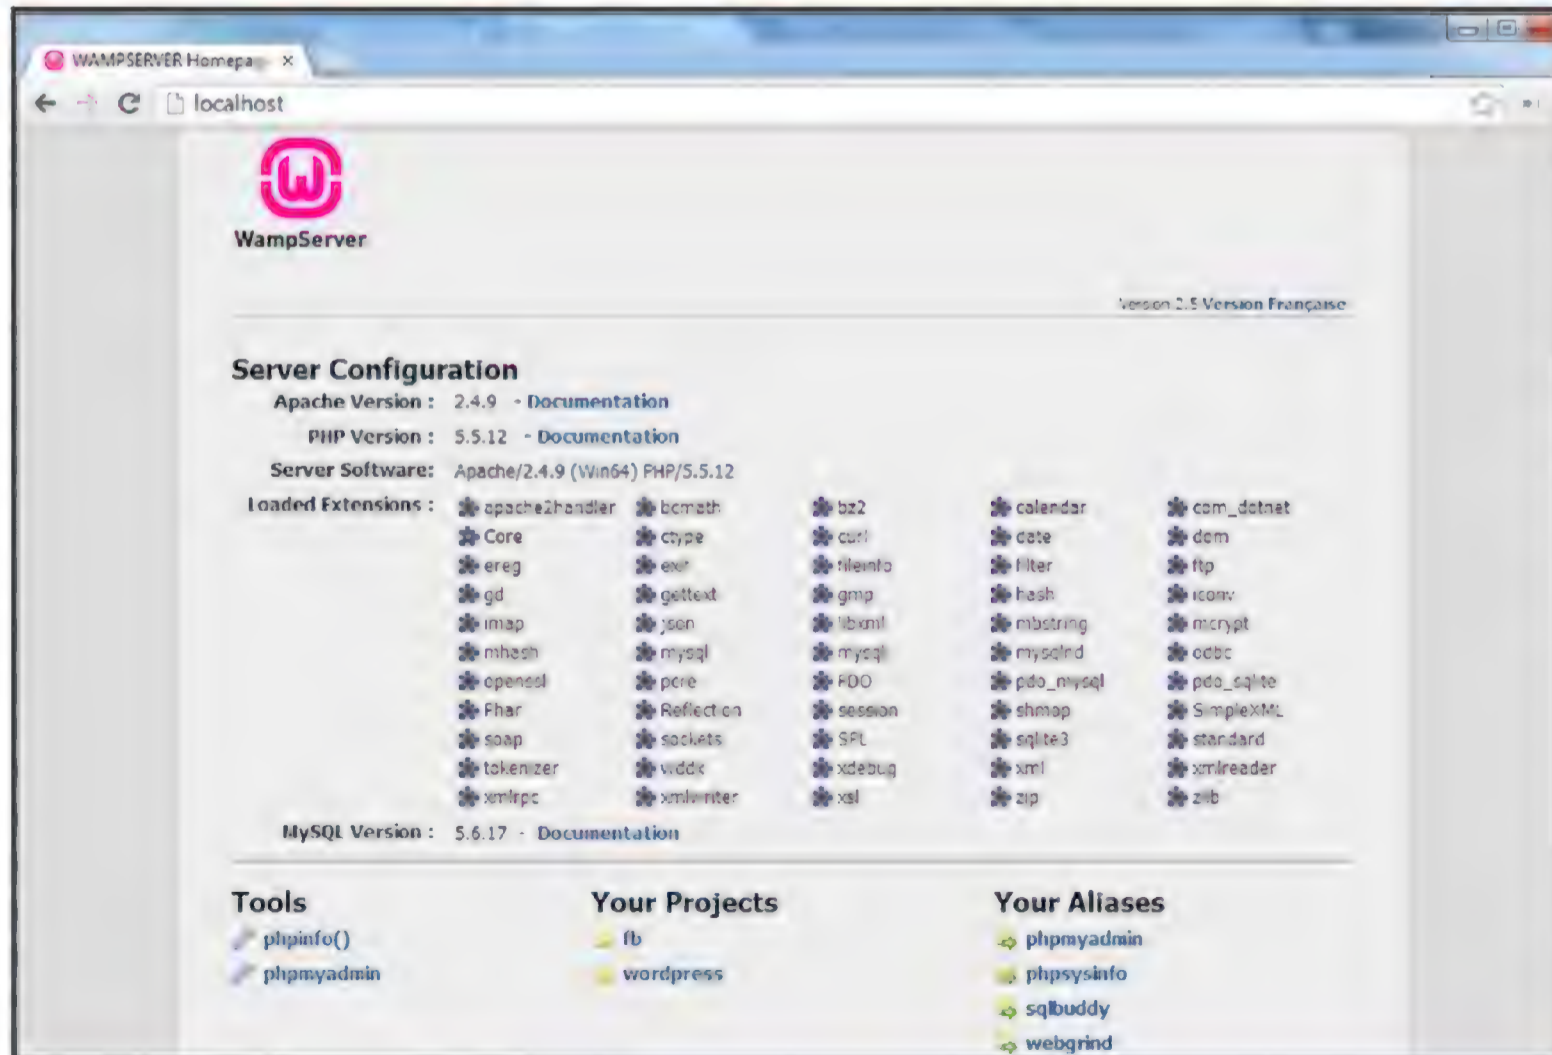 WAMPSERVER Homepa
localhost
WampServer
Version 2.5 Version Française
Server Configuration
Apache Version : 2.4.9 - Documentation
PHP Version : 5.5.12 - Documentation
Server Software: Apache/2.4.9 (Win64) PHP/5.5.12
Loaded Extensions : apache2handler bcmath bz2 calendar com_dotnet
Core ctype curl date dom
ereg exif fileinfo filter ftp
gd gettext gmp hash iconv
imap json libxml mbstring mcrypt
mhash mysql mysqlnd odbc
openssl pcre PDO pdo_mysql pdo_sqlite
Phar Reflection session shmop SimpleXML
soap sockets SPL sqlite3 standard
tokenizer wddx xdebug xml xmlreader
xmlrpc xmlwriter xsl zip zlib
MySQL Version : 5.6.17 - Documentation
Tools Your Projects Your Aliases
phpinfo() fb phpmyadmin
phpmyadmin wordpress phpsysinfo
sqlbuddy
webgrind